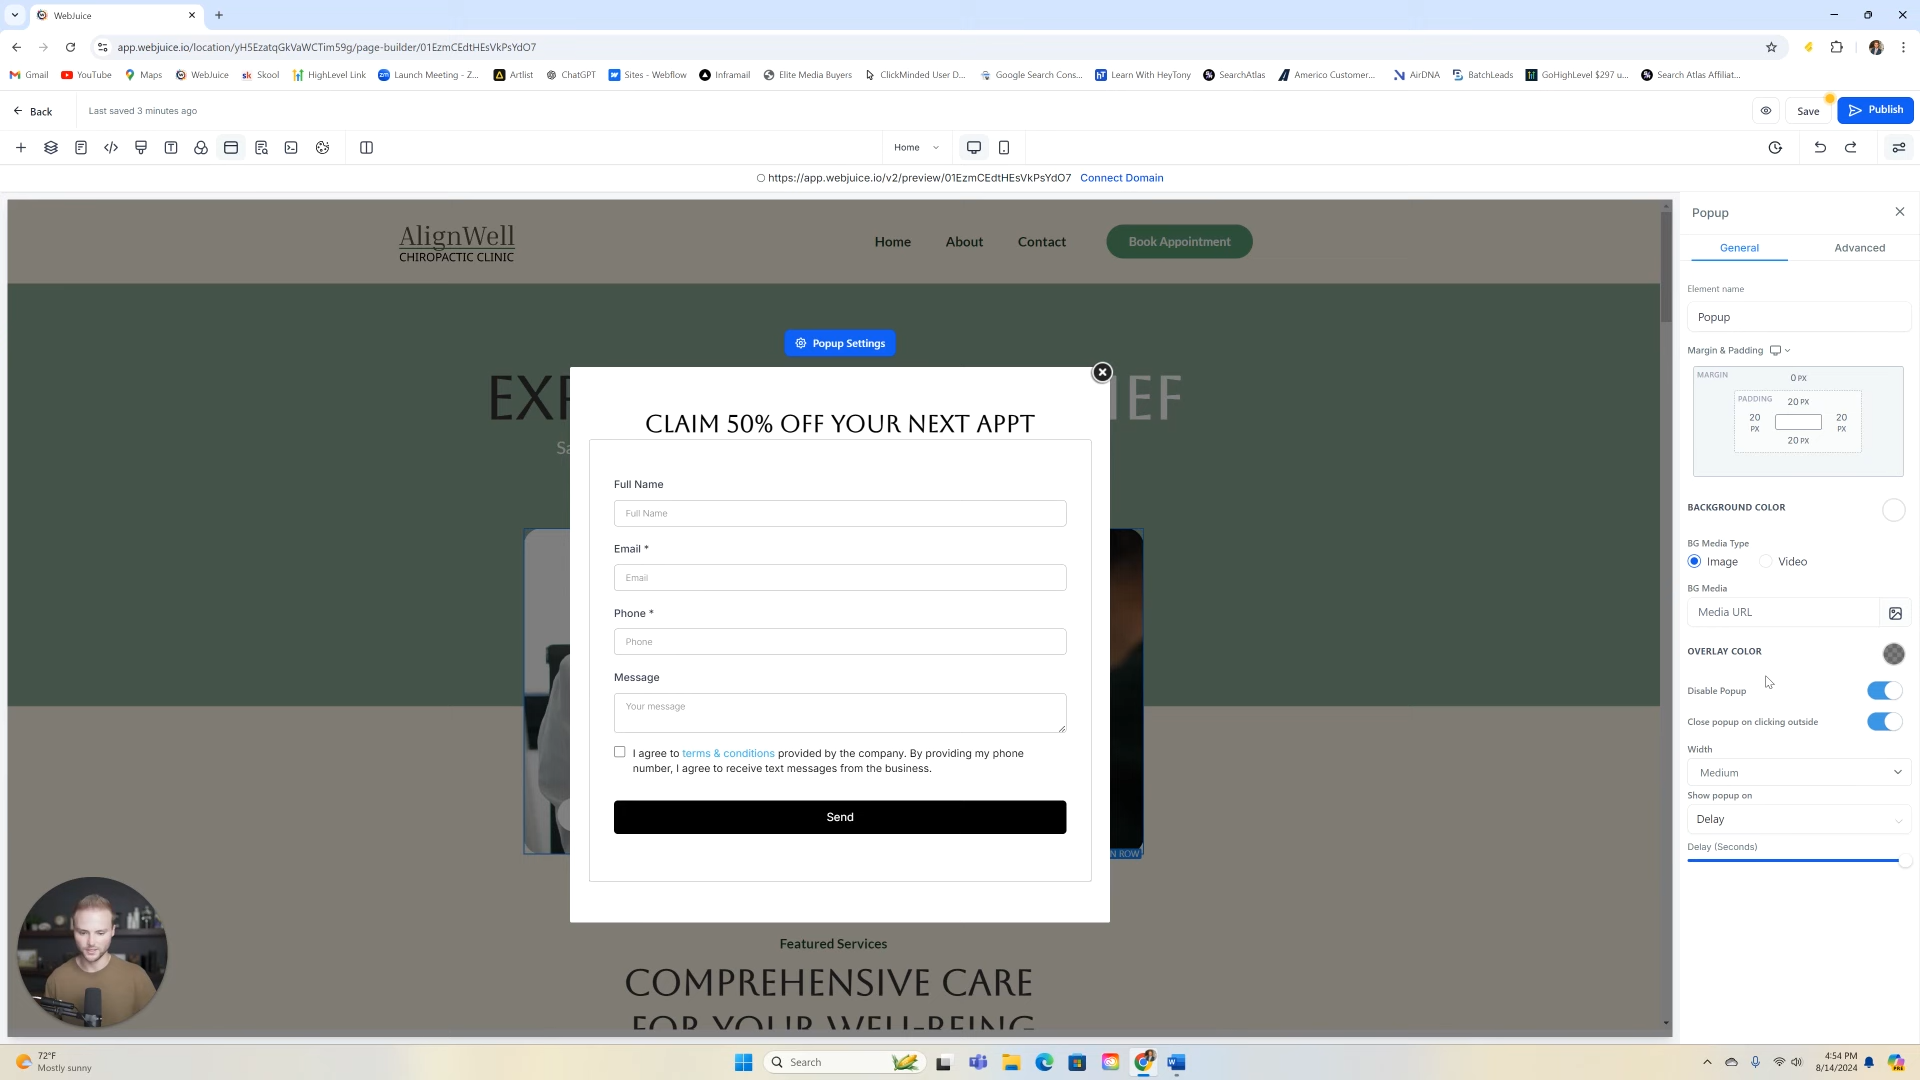 WebJuice
app.webjuice.io/location/yH5EzatqGkVaWCTim59g/page-builder/01EzmCEdtHEsVkPsYdO7
Gmail YouTube Maps WebJuice Skool HighLevel Link Launch Meeting - Z... Artlist ChatGPT Sites - Webflow Inframail Elite Media Buyers ClickMinded User D... Google Search Cons... Learn With HeyTony SearchAtlas Americo Customer... AirDNA BatchLeads GoHighLevel $297 u... Search Atlas Affiliat...
Back Last saved 3 minutes ago Save Publish
Home
https://app.webjuice.io/v2/preview/01EzmCEdtHEsVkPsYdO7 Connect Domain
AlignWell
CHIROPACTIC CLINIC
Home About Contact Book Appointment
Popup Settings
EXP IEF
Sa
CLAIM 50% OFF YOUR NEXT APPT
Full Name
Full Name
Email *
Email
Phone *
Phone
Message
Your message
I agree to terms & conditions provided by the company. By providing my phone
number, I agree to receive text messages from the business.
Send
N ROW
Featured Services
COMPREHENSIVE CARE
FOR YOUR WELL-BEING
Popup
General Advanced
Element name
Popup
Margin & Padding
MARGIN 0 PX
PADDING 20 PX
20 PX 20 PX
20 PX
BACKGROUND COLOR
BG Media Type
Image Video
BG Media
Media URL
OVERLAY COLOR
Disable Popup
Close popup on clicking outside
Width
Medium
Show popup on
Delay
Delay (Seconds)
72°F
Mostly sunny
Search
4:54 PM
8/14/2024